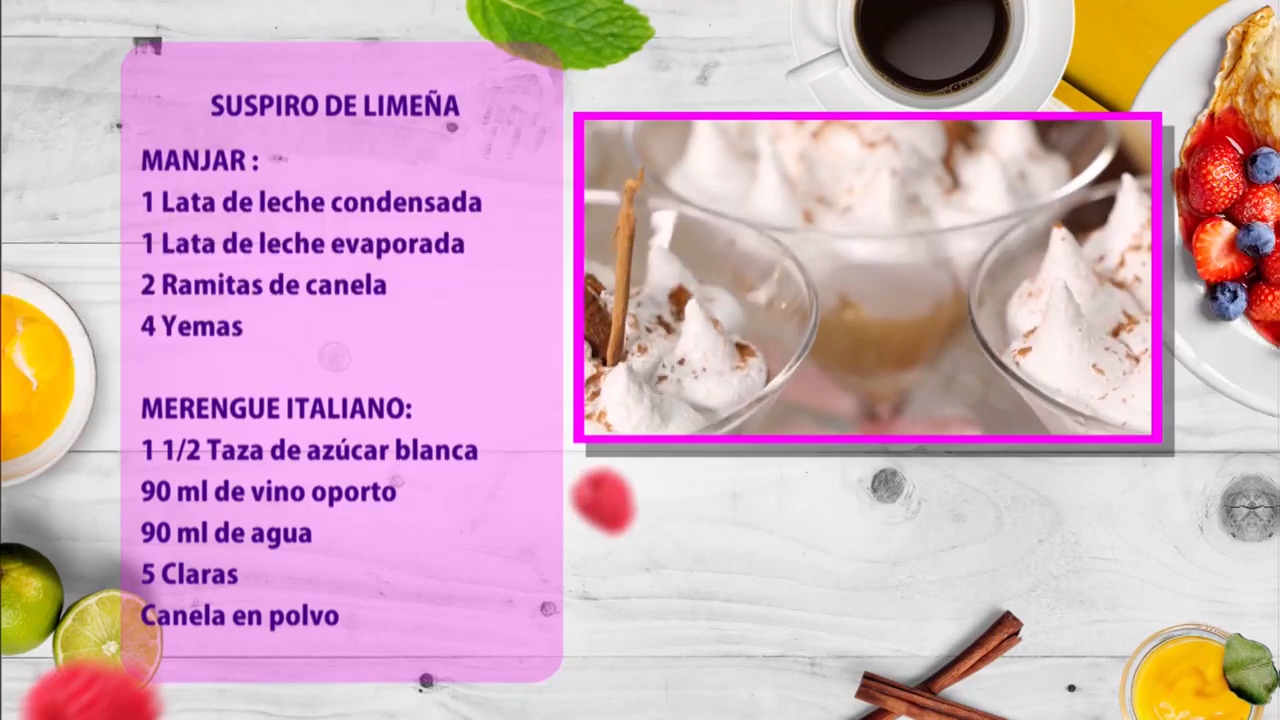 SUSPIRO DE LIMEÑA
MANJAR :
1 Lata de leche condensada
1 Lata de leche evaporada
2 Ramitas de canela
4 Yemas
MERENGUE ITALIANO:
1 1/2 Taza de azúcar blanca
90 ml de vino oporto
90 ml de agua
5 Claras
Canela en polvo